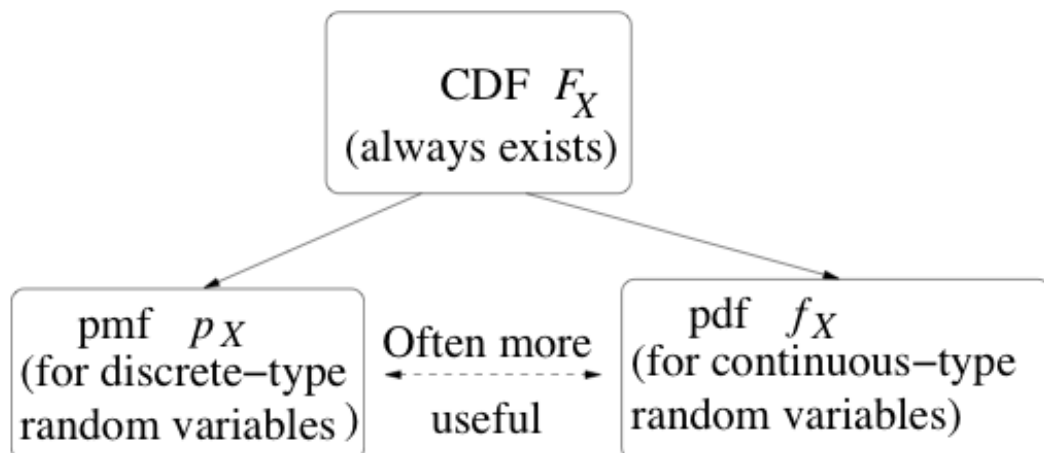 CDF F_X
(always exists)
pmf p_X
(for discrete−type
random variables)
Often more
useful
pdf f_X
(for continuous−type
random variables)